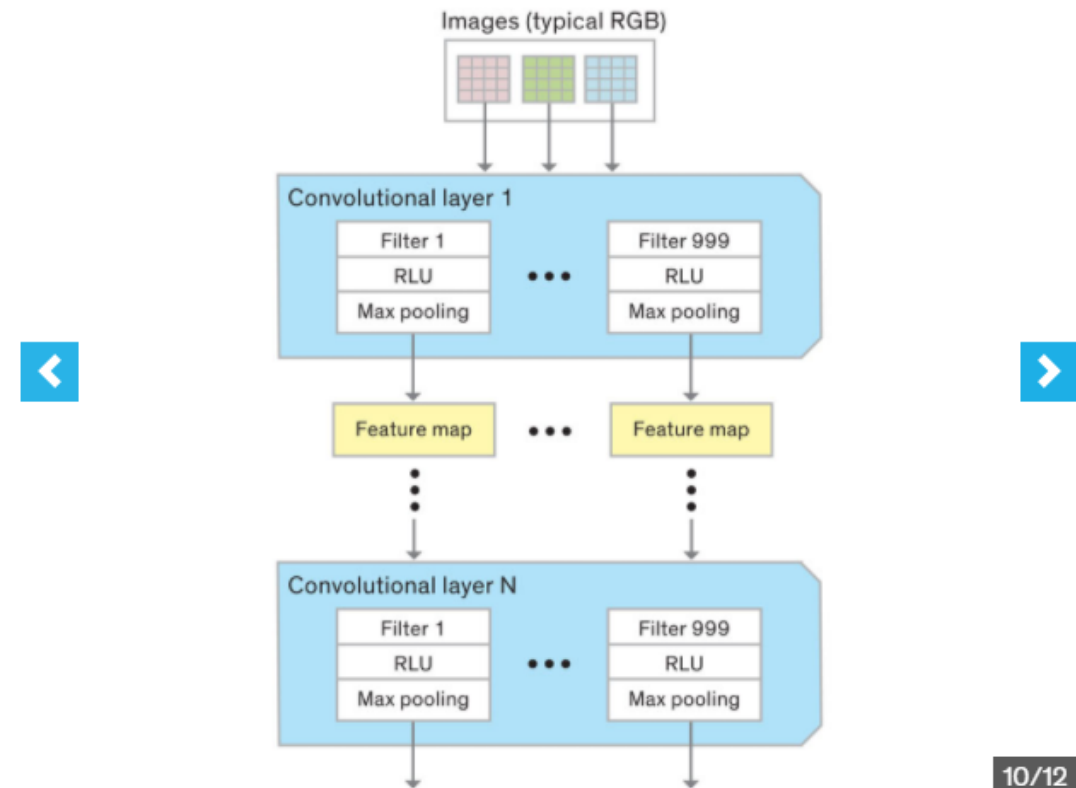 Images (typical RGB)
Convolutional layer 1
Filter 1
RLU
Max pooling
Filter 999
RLU
Max pooling
Feature map
Feature map
Convolutional layer N
Filter 1
RLU
Max pooling
Filter 999
RLU
Max pooling
10/12